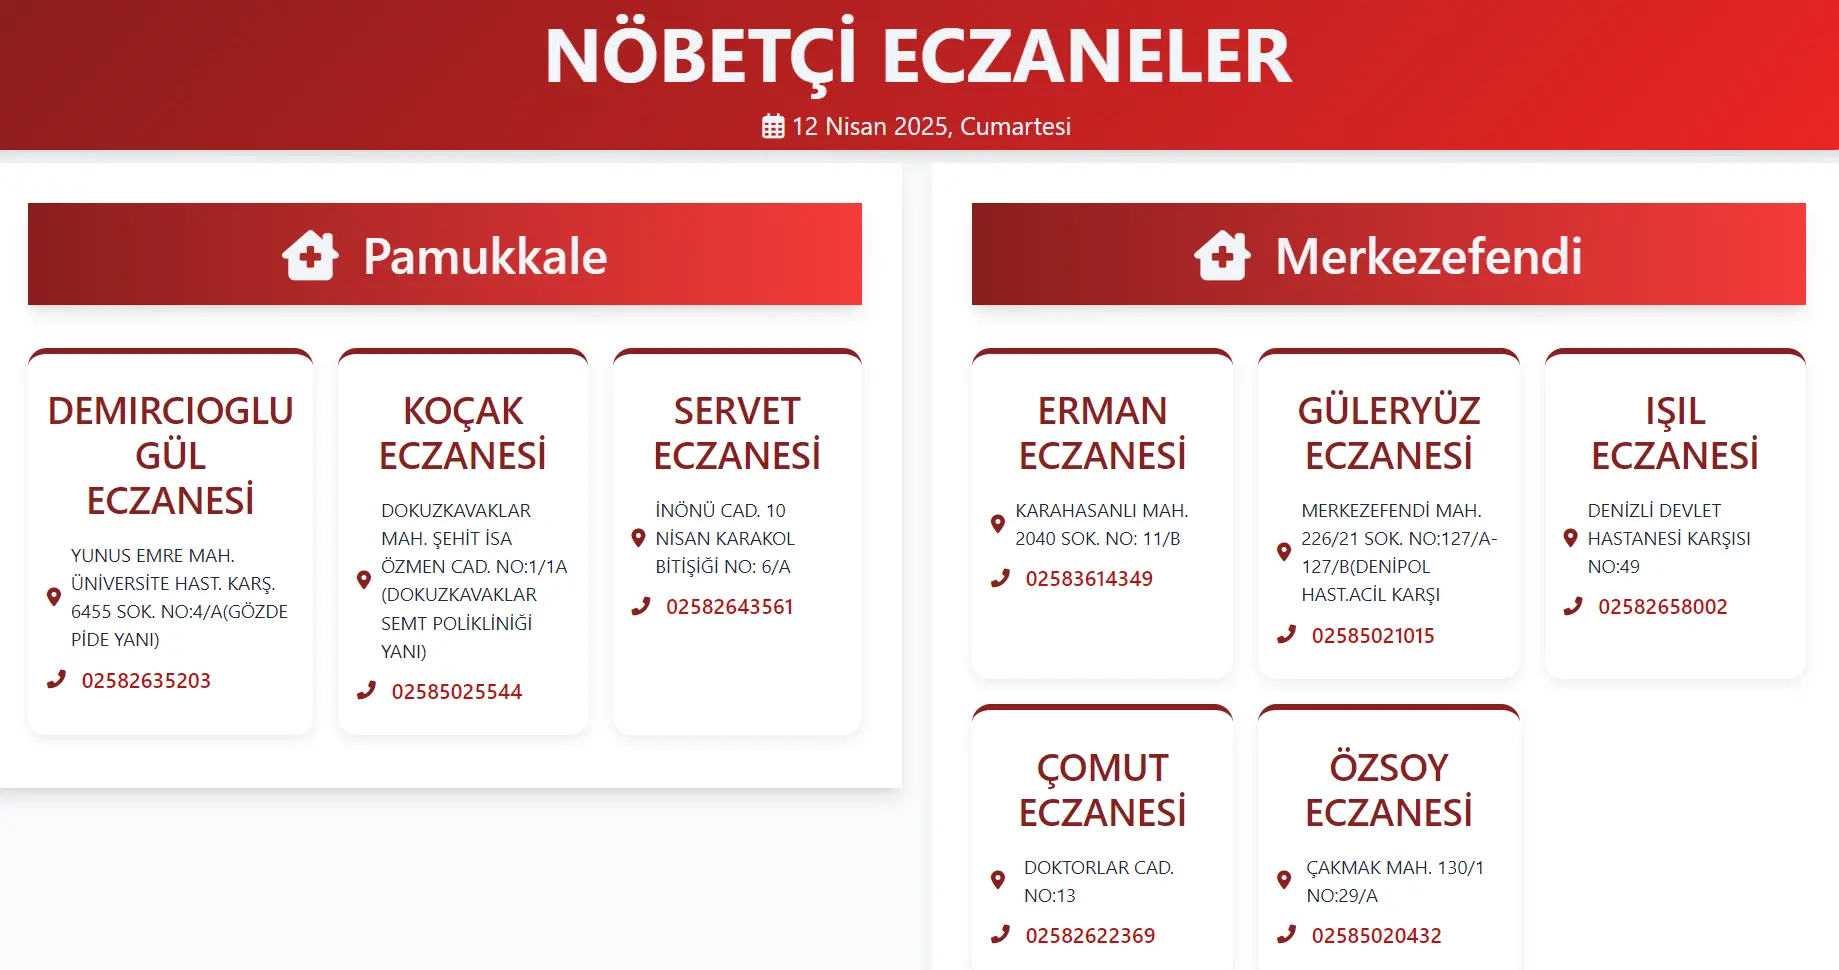 NÖBETÇİ ECZANELER
12 Nisan 2025, Cumartesi
Pamukkale
DEMIRCIOGLU
GÜL
ECZANESİ
YUNUS EMRE MAH.
ÜNİVERSİTE HAST. KARŞ.
6455 SOK. NO:4/A(GÖZDE
PİDE YANI)
02582635203
KOÇAK
ECZANESİ
DOKUZKAVAKLAR
MAH. ŞEHİT İSA
ÖZMEN CAD. NO:1/1A
(DOKUZKAVAKLAR
SEMT POLİKLİNİĞİ
YANI)
02585025544
SERVET
ECZANESİ
İNÖNÜ CAD. 10
NİSAN KARAKOL
BİTİŞİĞİ NO: 6/A
02582643561
Merkezefendi
ERMAN
ECZANESİ
KARAHASANLI MAH.
2040 SOK. NO: 11/B
02583614349
GÜLERYÜZ
ECZANESİ
MERKEZEFENDİ MAH.
226/21 SOK. NO:127/A-
127/B(DENİPOL
HAST.ACİL KARŞI
02585021015
IŞIL
ECZANESİ
DENİZLİ DEVLET
HASTANESİ KARŞISI
NO:49
02582658002
ÇOMUT
ECZANESİ
DOKTORLAR CAD.
NO:13
02582622369
ÖZSOY
ECZANESİ
ÇAKMAK MAH. 130/1
NO:29/A
02585020432